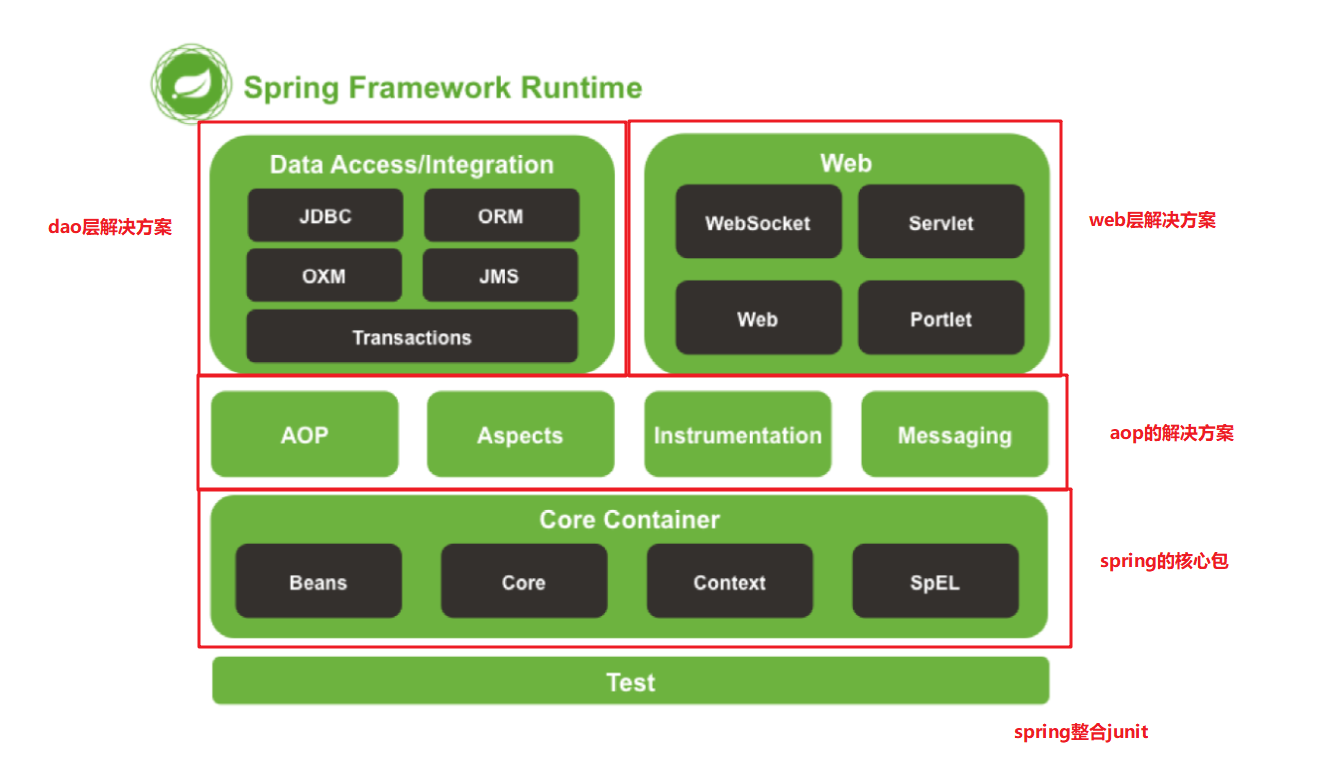 Spring Framework Runtime
Data Access/Integration
Web
JDBC
ORM
WebSocket
Servlet
dao层解决方案
web层解决方案
OXM
JMS
Web
Portlet
Transactions
AOP
Aspects
Instrumentation
Messaging
aop的解决方案
Core Container
Beans
Core
Context
SpEL
spring的核心包
Test
spring整合junit